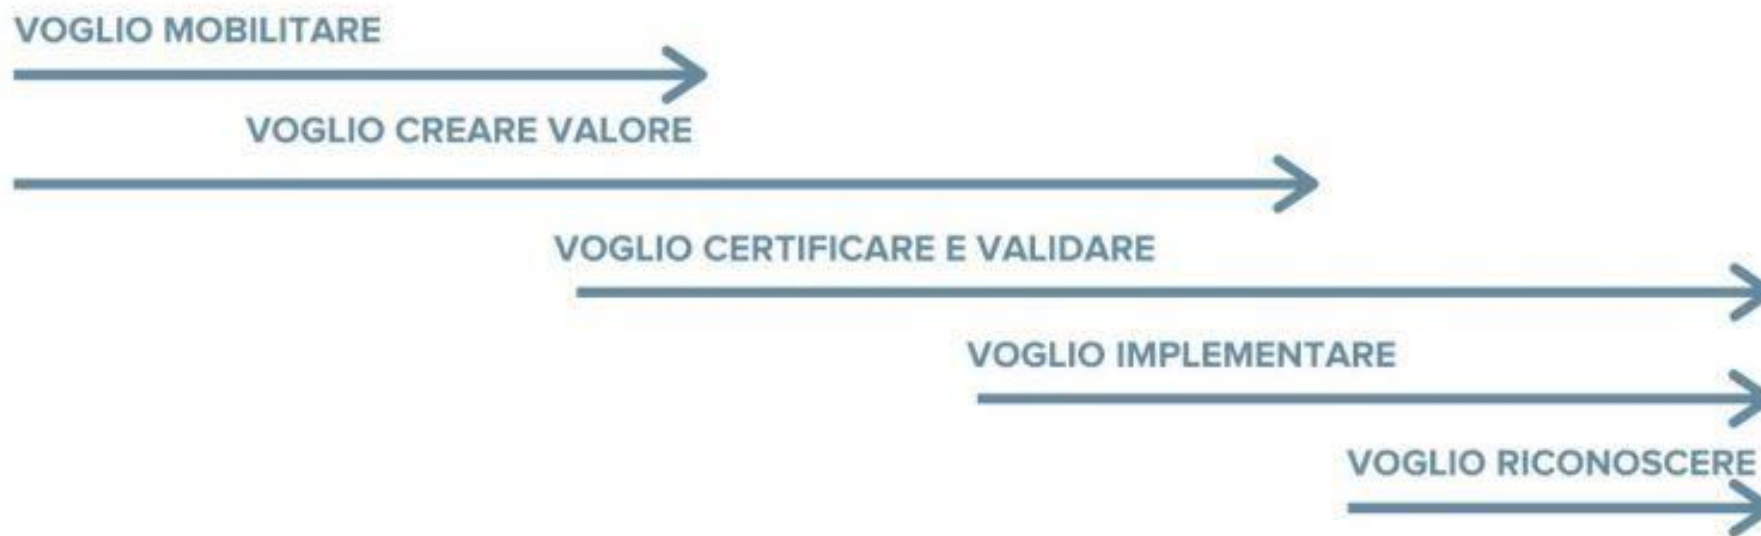 VOGLIO MOBILITARE
VOGLIO CREARE VALORE
VOGLIO CERTIFICARE E VALIDARE
VOGLIO IMPLEMENTARE
VOGLIO RICONOSCERE